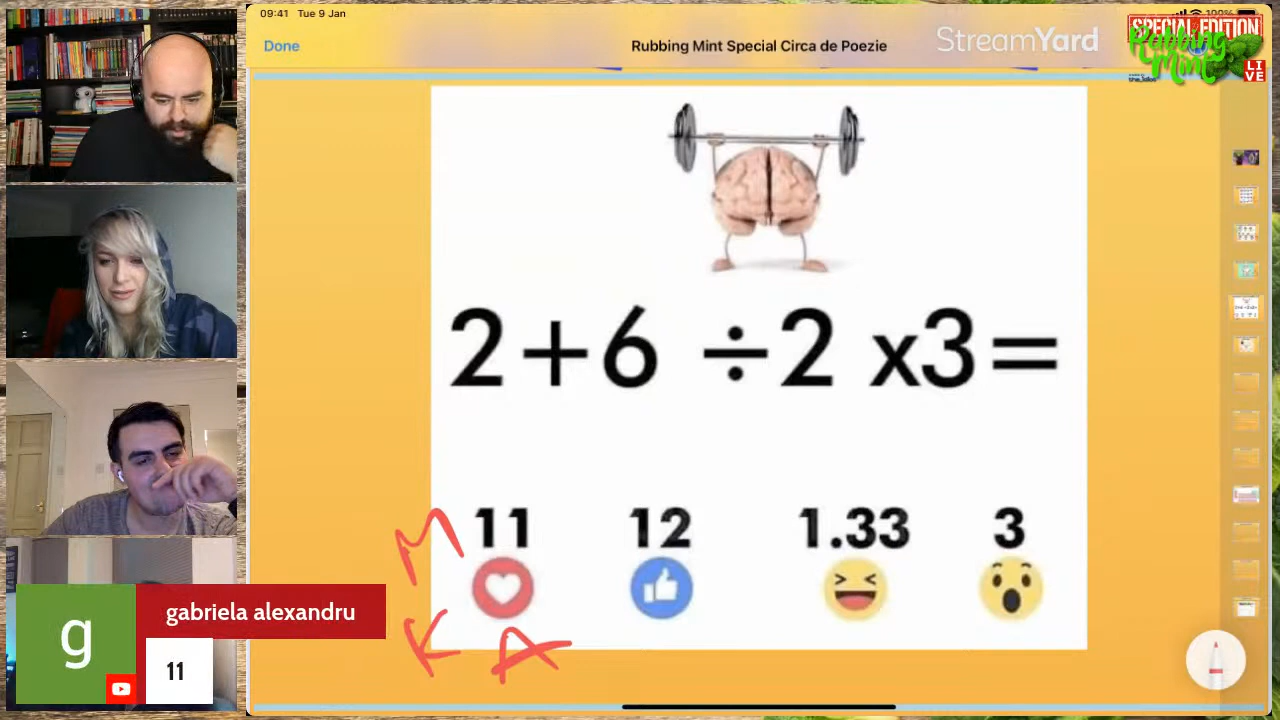 09:41 Tue 9 Jan
100%
Done
Rubbing Mint Special Circa de Poezie
StreamYard
SPECIAL EDITION
Rubbing
Mint
LIVE
2+6 ÷2 x3=
M 11 12 1.33 3
K A
gabriela alexandru
g
11